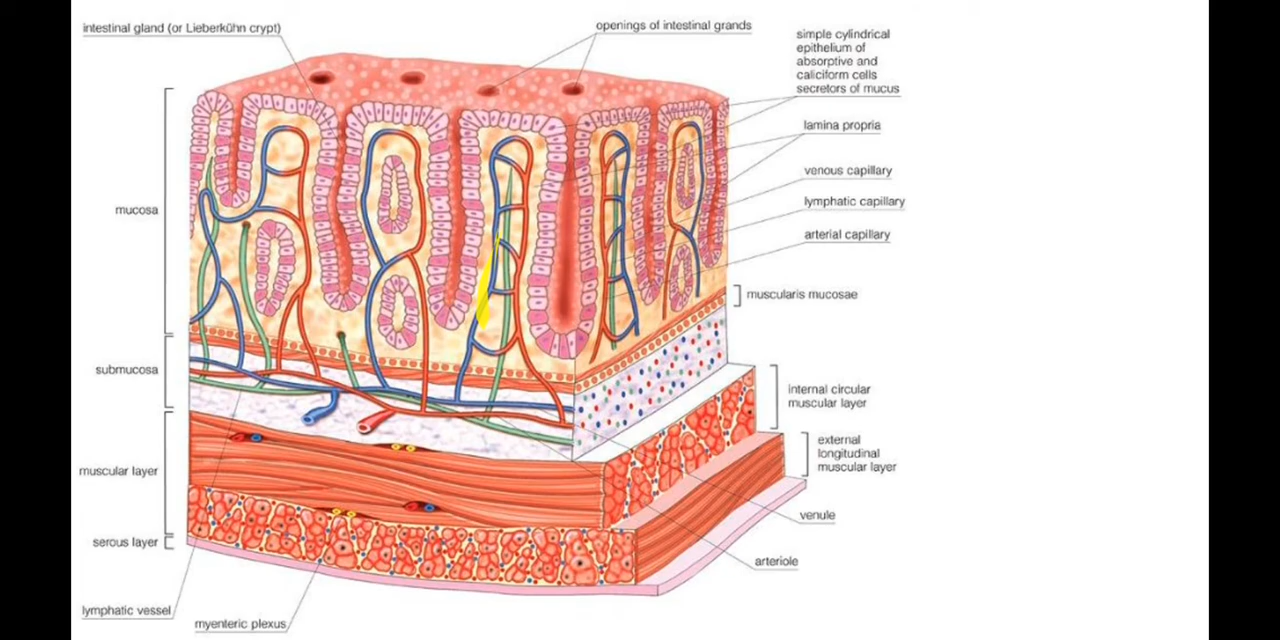 intestinal gland (or Lieberkühn crypt)
openings of intestinal grands
simple cylindrical
epithelium of
absorptive and
caliciform cells
secretors of mucus
lamina propria
venous capillary
lymphatic capillary
arterial capillary
mucosa
muscularis mucosae
submucosa
internal circular
muscular layer
external
longitudinal
muscular layer
muscular layer
venule
serous layer
arteriole
lymphatic vessel
myenteric plexus